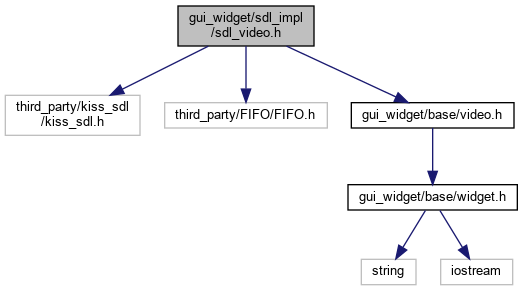 gui_widget/sdl_impl
/sdl_video.h
third_party/kiss_sdl
/kiss_sdl.h
third_party/FIFO/FIFO.h
gui_widget/base/video.h
gui_widget/base/widget.h
string
iostream